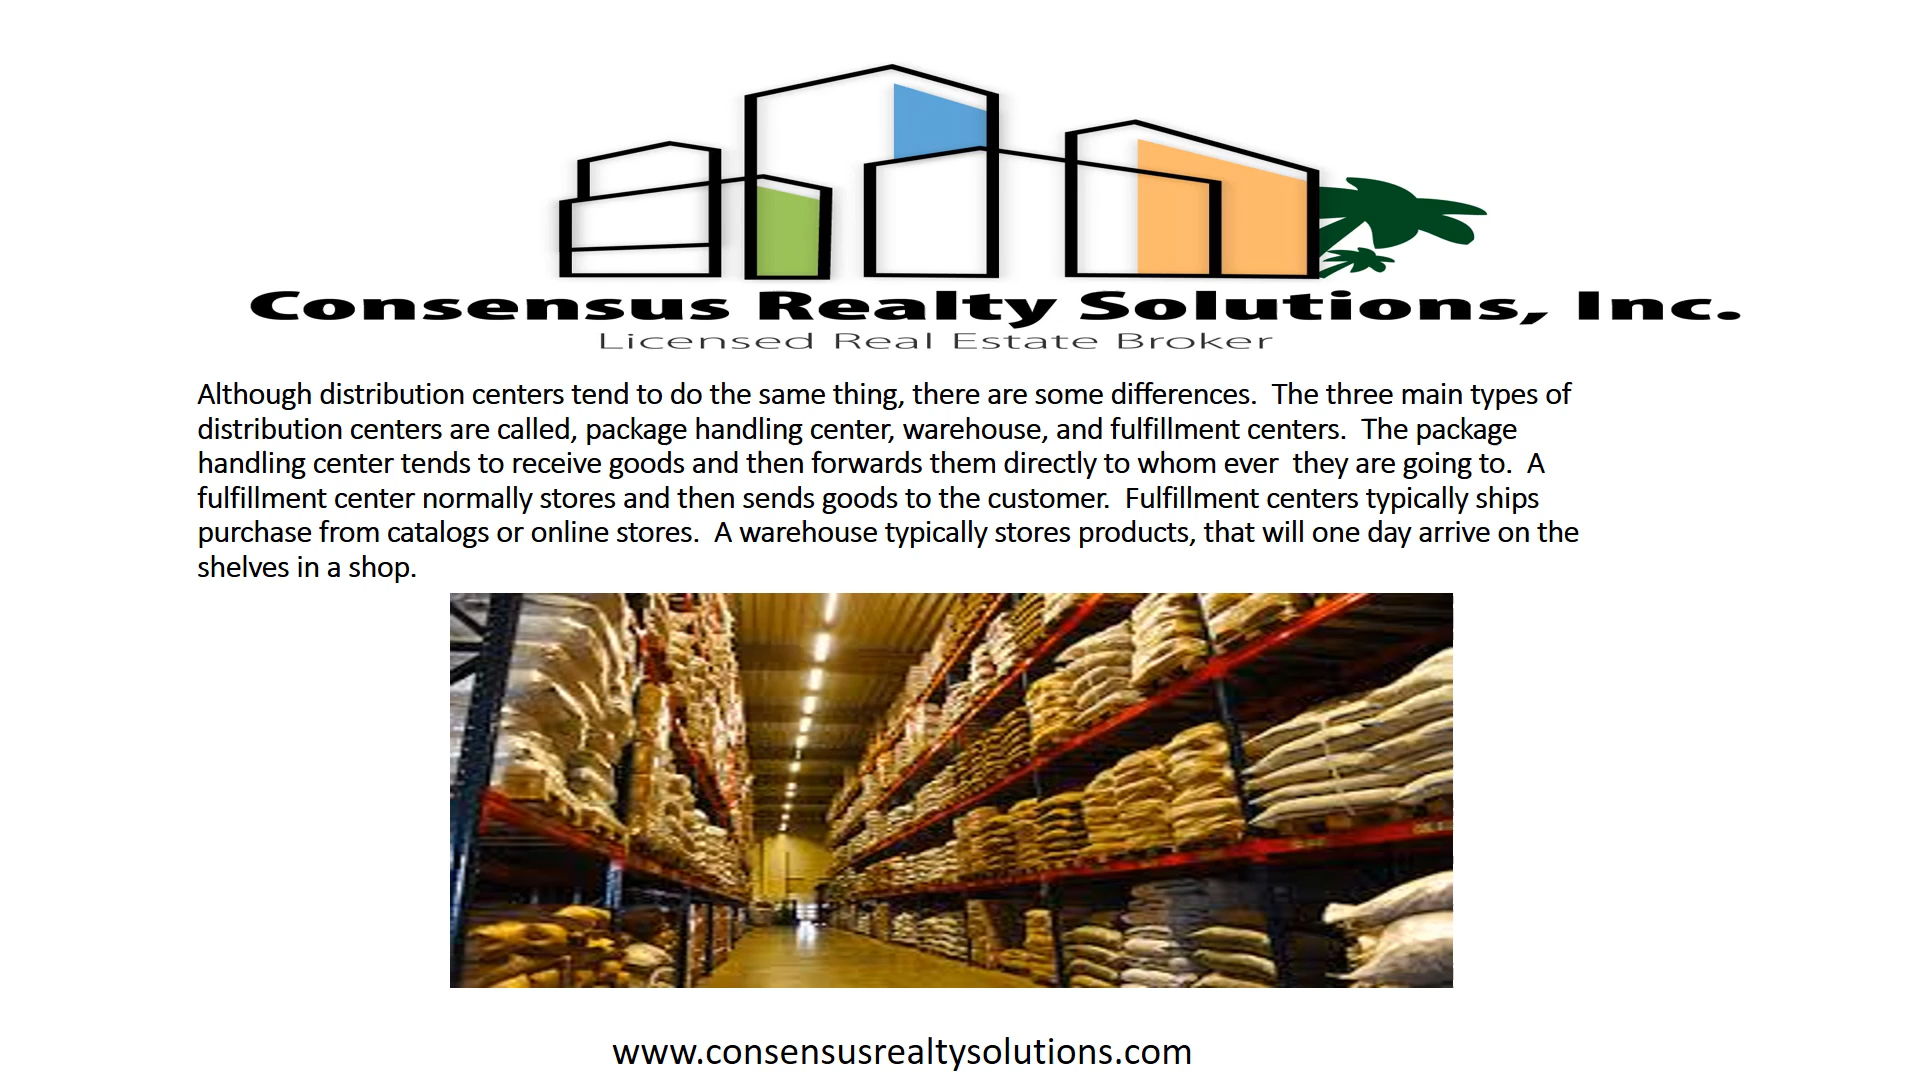 Consensus Realty Solutions, Inc.
Licensed Real Estate Broker
Although distribution centers tend to do the same thing, there are some differences.  The three main types of
distribution centers are called, package handling center, warehouse, and fulfillment centers.  The package
handling center tends to receive goods and then forwards them directly to whom ever  they are going to.  A
fulfillment center normally stores and then sends goods to the customer.  Fulfillment centers typically ships
purchase from catalogs or online stores.  A warehouse typically stores products, that will one day arrive on the
shelves in a shop.
www.consensusrealtysolutions.com